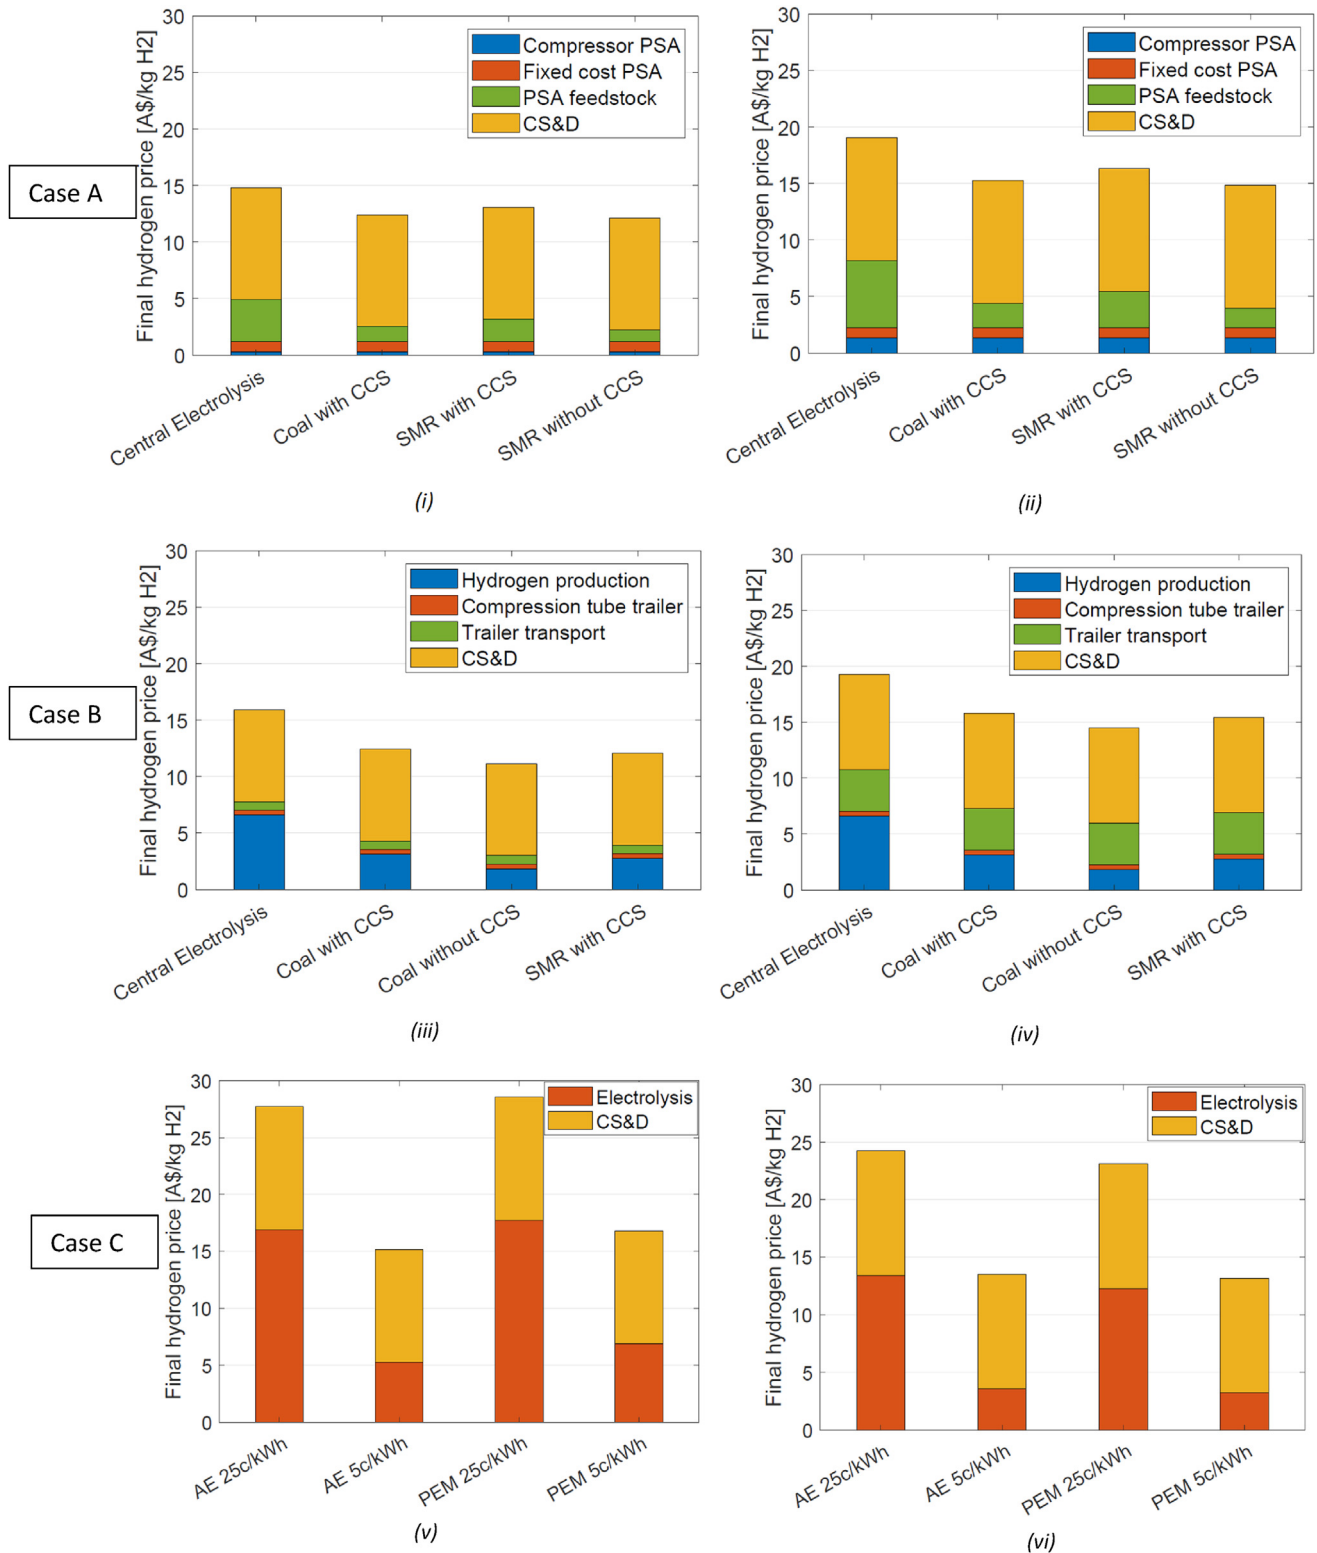 Case A
Final hydrogen price [A$/kg H2]
30
25
20
15
10
5
0
Compressor PSA
Fixed cost PSA
PSA feedstock
CS&D
Central Electrolysis
Coal with CCS
SMR with CCS
SMR without CCS
(i)
Final hydrogen price [A$/kg H2]
30
25
20
15
10
5
0
Compressor PSA
Fixed cost PSA
PSA feedstock
CS&D
Central Electrolysis
Coal with CCS
SMR with CCS
SMR without CCS
(ii)
Case B
Final hydrogen price [A$/kg H2]
30
25
20
15
10
5
0
Hydrogen production
Compression tube trailer
Trailer transport
CS&D
Central Electrolysis
Coal with CCS
Coal without CCS
SMR with CCS
(iii)
Final hydrogen price [A$/kg H2]
30
25
20
15
10
5
0
Hydrogen production
Compression tube trailer
Trailer transport
CS&D
Central Electrolysis
Coal with CCS
Coal without CCS
SMR with CCS
(iv)
Case C
Final hydrogen price [A$/kg H2]
30
25
20
15
10
5
0
Electrolysis
CS&D
AE 25c/kWh
AE 5c/kWh
PEM 25c/kWh
PEM 5c/kWh
(v)
Final hydrogen price [A$/kg H2]
30
25
20
15
10
5
0
Electrolysis
CS&D
AE 25c/kWh
AE 5c/kWh
PEM 25c/kWh
PEM 5c/kWh
(vi)